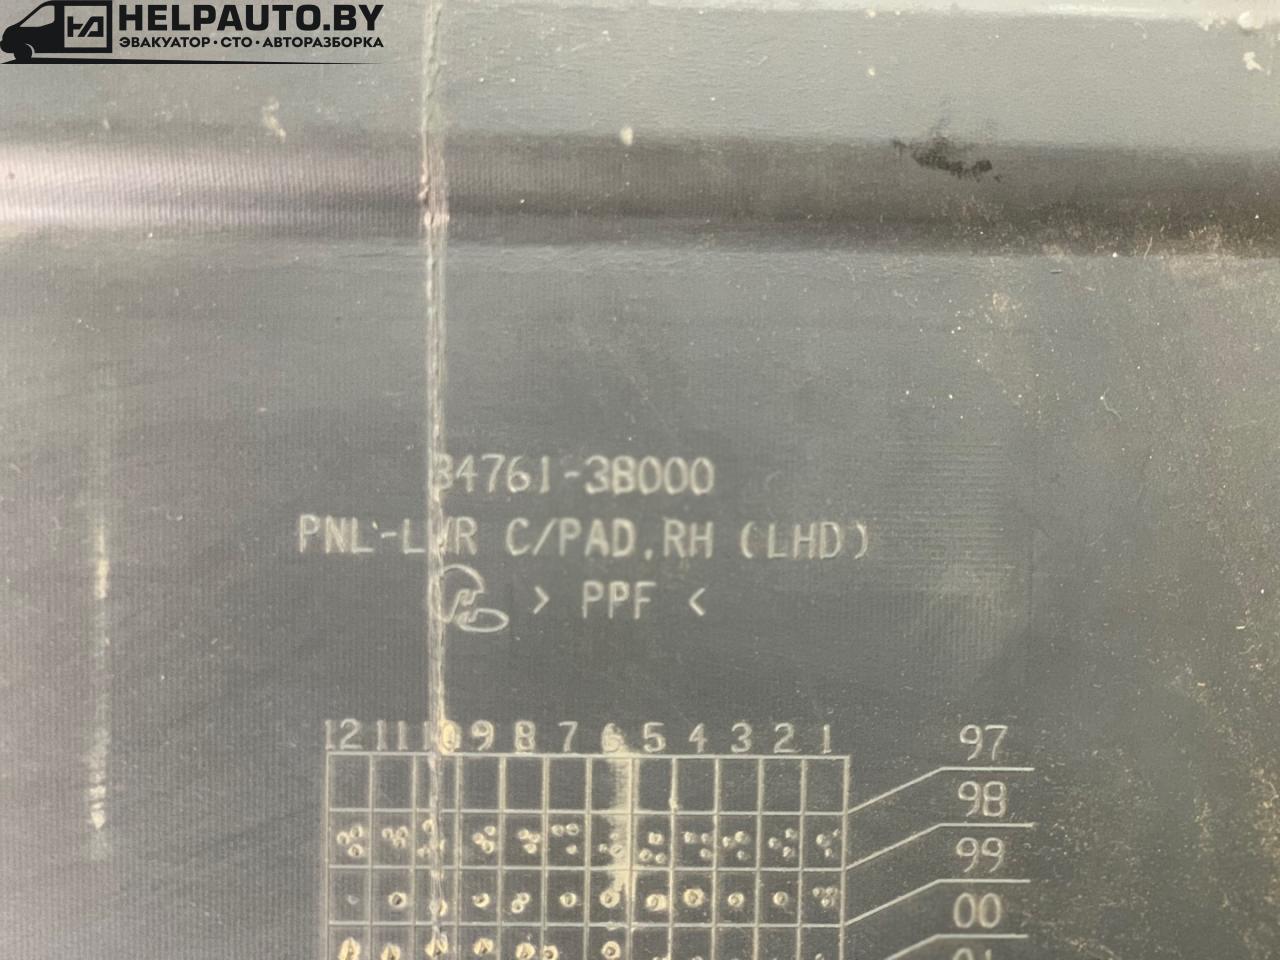 HELPAUTO.BY
ЭВАКУАТОР · СТО · АВТОРАЗБОРКА
84761-3B000
PNL-LWR C/PAD,RH (LHD)
> PPF <
12 11 10 9 8 7 6 5 4 3 2 1
97
98
99
00
01